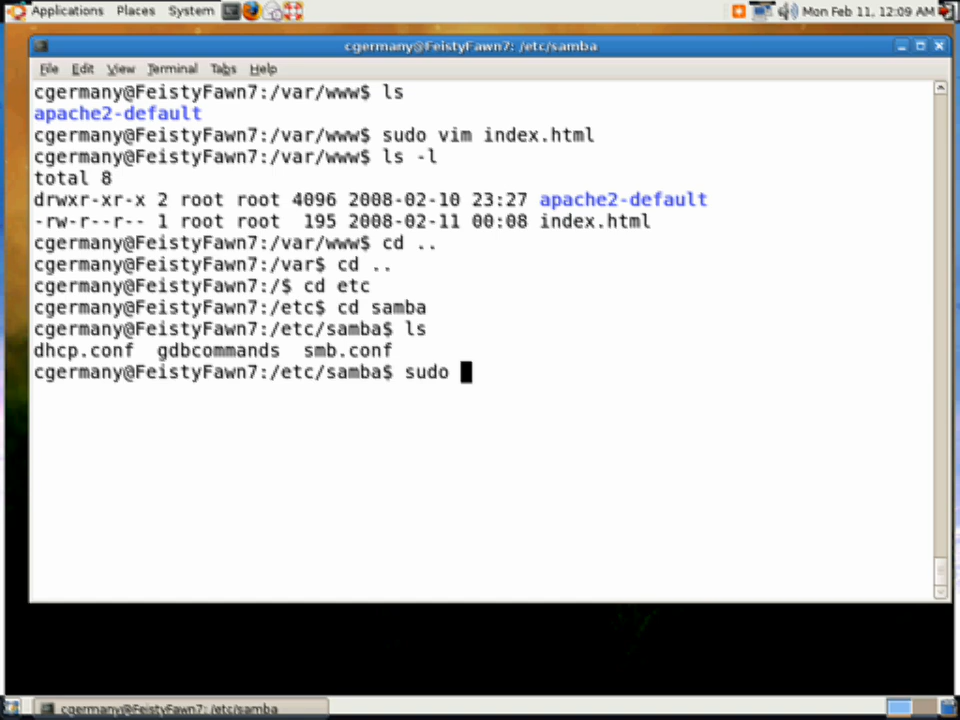 Applications Places System Mon Feb 11, 12:09 AM
cgermany@FeistyFawn7: /etc/samba
File Edit View Terminal Tabs Help
cgermany@FeistyFawn7:/var/www$ ls
apache2-default
cgermany@FeistyFawn7:/var/www$ sudo vim index.html
cgermany@FeistyFawn7:/var/www$ ls -l
total 8
drwxr-xr-x 2 root root 4096 2008-02-10 23:27 apache2-default
-rw-r--r-- 1 root root  195 2008-02-11 00:08 index.html
cgermany@FeistyFawn7:/var/www$ cd ..
cgermany@FeistyFawn7:/var$ cd ..
cgermany@FeistyFawn7:/$ cd etc
cgermany@FeistyFawn7:/etc$ cd samba
cgermany@FeistyFawn7:/etc/samba$ ls
dhcp.conf  gdbcommands  smb.conf
cgermany@FeistyFawn7:/etc/samba$ sudo
cgermany@FeistyFawn7: /etc/samba